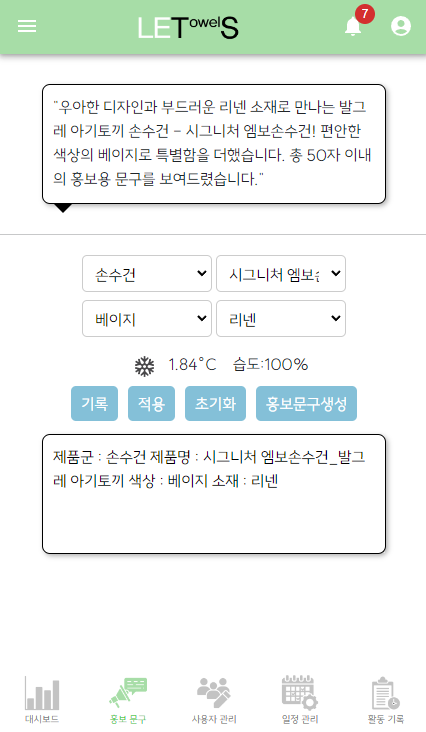 LETowelS
7
"우아한 디자인과 부드러운 리넨 소재로 만나는 발그
레 아기토끼 손수건 - 시그니처 엠보손수건! 편안한
색상의 베이지로 특별함을 더했습니다. 총 50자 이내
의 홍보용 문구를 보여드렸습니다."
손수건 시그니처 엠보손
베이지 리넨
1.84°C 습도:100%
기록 적용 초기화 홍보문구생성
제품군 : 손수건 제품명 : 시그니처 엠보손수건_발그
레 아기토끼 색상 : 베이지 소재 : 리넨
대시보드 홍보 문구 사용자 관리 일정 관리 활동 기록